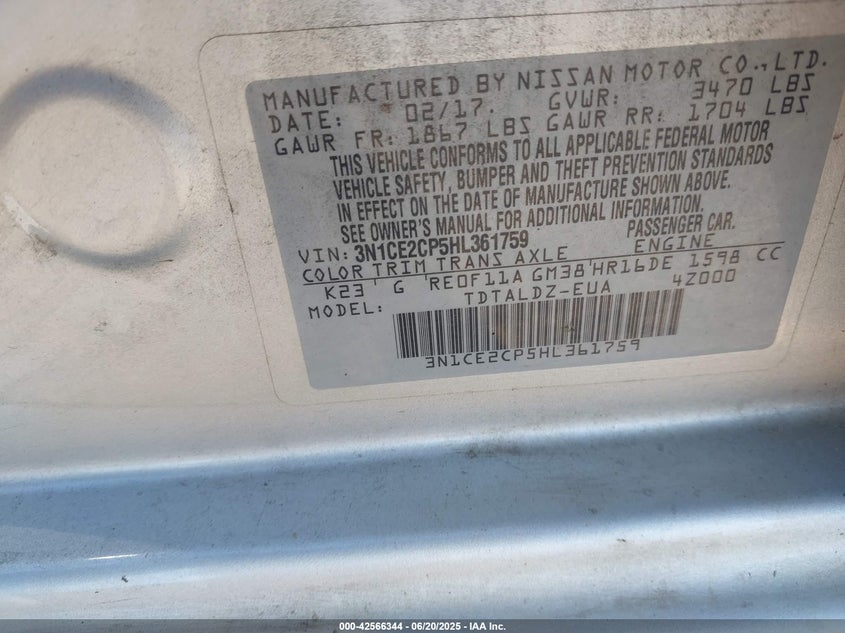 MANUFACTURED BY NISSAN MOTOR CO., LTD.
DATE: 02/17. GVWR: 3470 LBS
GAWR FR: 1867 LBS GAWR RR: 1704 LBS
THIS VEHICLE CONFORMS TO ALL APPLICABLE FEDERAL MOTOR
VEHICLE SAFETY, BUMPER AND THEFT PREVENTION STANDARDS
IN EFFECT ON THE DATE OF MANUFACTURE SHOWN ABOVE.
SEE OWNER'S MANUAL FOR ADDITIONAL INFORMATION.
VIN: 3N1CE2CP5HL361759 PASSENGER CAR.
COLOR TRIM TRANS AXLE ENGINE
K23 G RE0F11A GM38 HR16DE 1598 CC
MODEL: TDTALDZ-EUA 4Z000
3N1CE2CP5HL361759
000-42566344 | 06/20/2025 - IAA Inc.